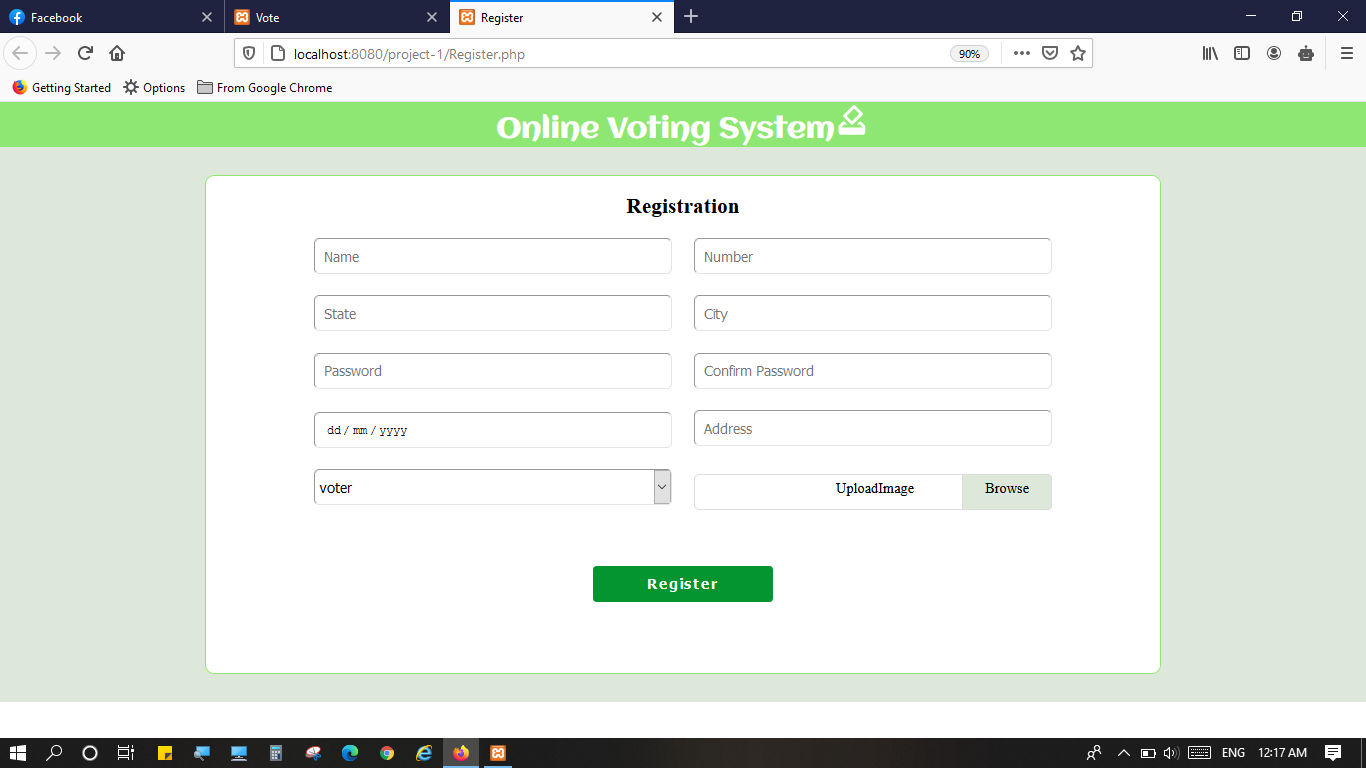 Facebook Vote Register
localhost:8080/project-1/Register.php 90%
Getting Started Options From Google Chrome
Online Voting System
Registration
Name Number
State City
Password Confirm Password
dd / mm / yyyy Address
voter UploadImage Browse
Register
ENG 12:17 AM